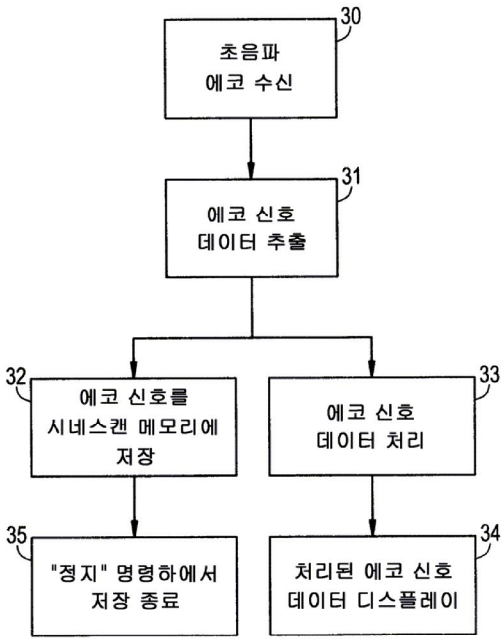 30
초음파
에코 수신
31
에코 신호
데이터 추출
32
에코 신호를
시네스캔 메모리에
저장
33
에코 신호
데이터 처리
35
"정지" 명령하에서
저장 종료
34
처리된 에코 신호
데이터 디스플레이